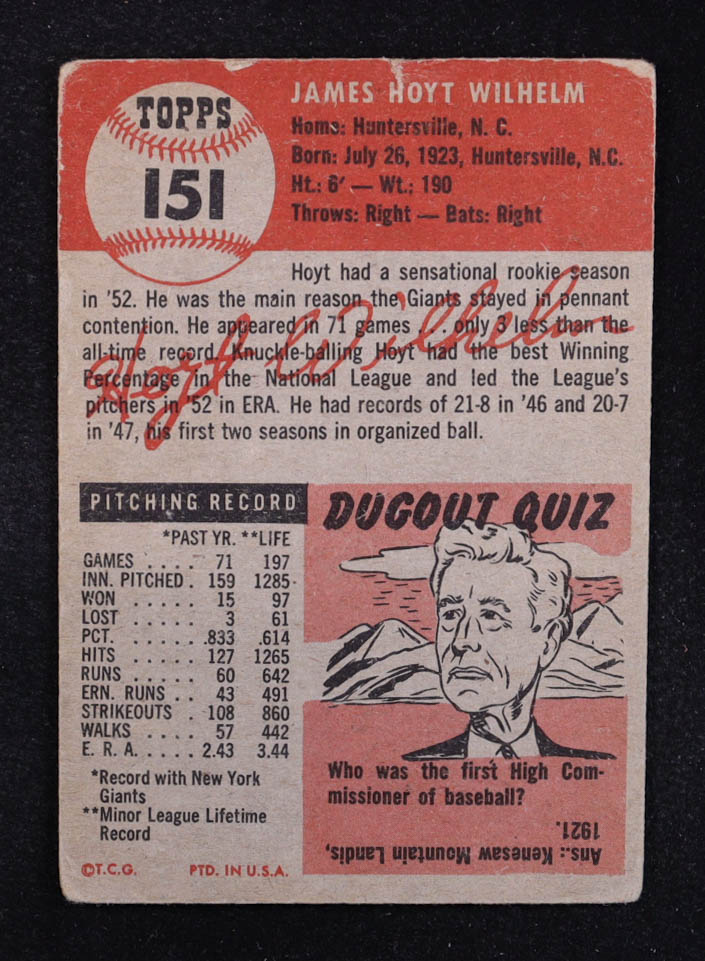 TOPPS
151
JAMES HOYT WILHELM
Home: Huntersville, N. C.
Born: July 26, 1923, Huntersville, N.C.
Ht.: 6' — Wt.: 190
Throws: Right — Bats: Right
Hoyt had a sensational rookie season
in '52. He was the main reason the Giants stayed in pennant
contention. He appeared in 71 games . . . only 3 less than the
all-time record. Knuckle-balling Hoyt had the best Winning
Percentage in the National League and led the League's
pitchers in '52 in ERA. He had records of 21-8 in '46 and 20-7
in '47, his first two seasons in organized ball.
Hoyt Wilhelm
PITCHING RECORD
*PAST YR. **LIFE
GAMES . . . . 71 197
INN. PITCHED . 159 1285
WON . . . . . 15 97
LOST . . . . . 3 61
PCT. . . . . . .833 .614
HITS . . . . . 127 1265
RUNS . . . . . 60 642
ERN. RUNS . . 43 491
STRIKEOUTS . 108 860
WALKS . . . . 57 442
E. R. A. . . . . 2.43 3.44
*Record with New York
Giants
**Minor League Lifetime
Record
©T.C.G. PTD. IN U.S.A.
DUGOUT QUIZ
Who was the first High Com-
missioner of baseball?
Ans.: Kenesaw Mountain Landis,
1921.